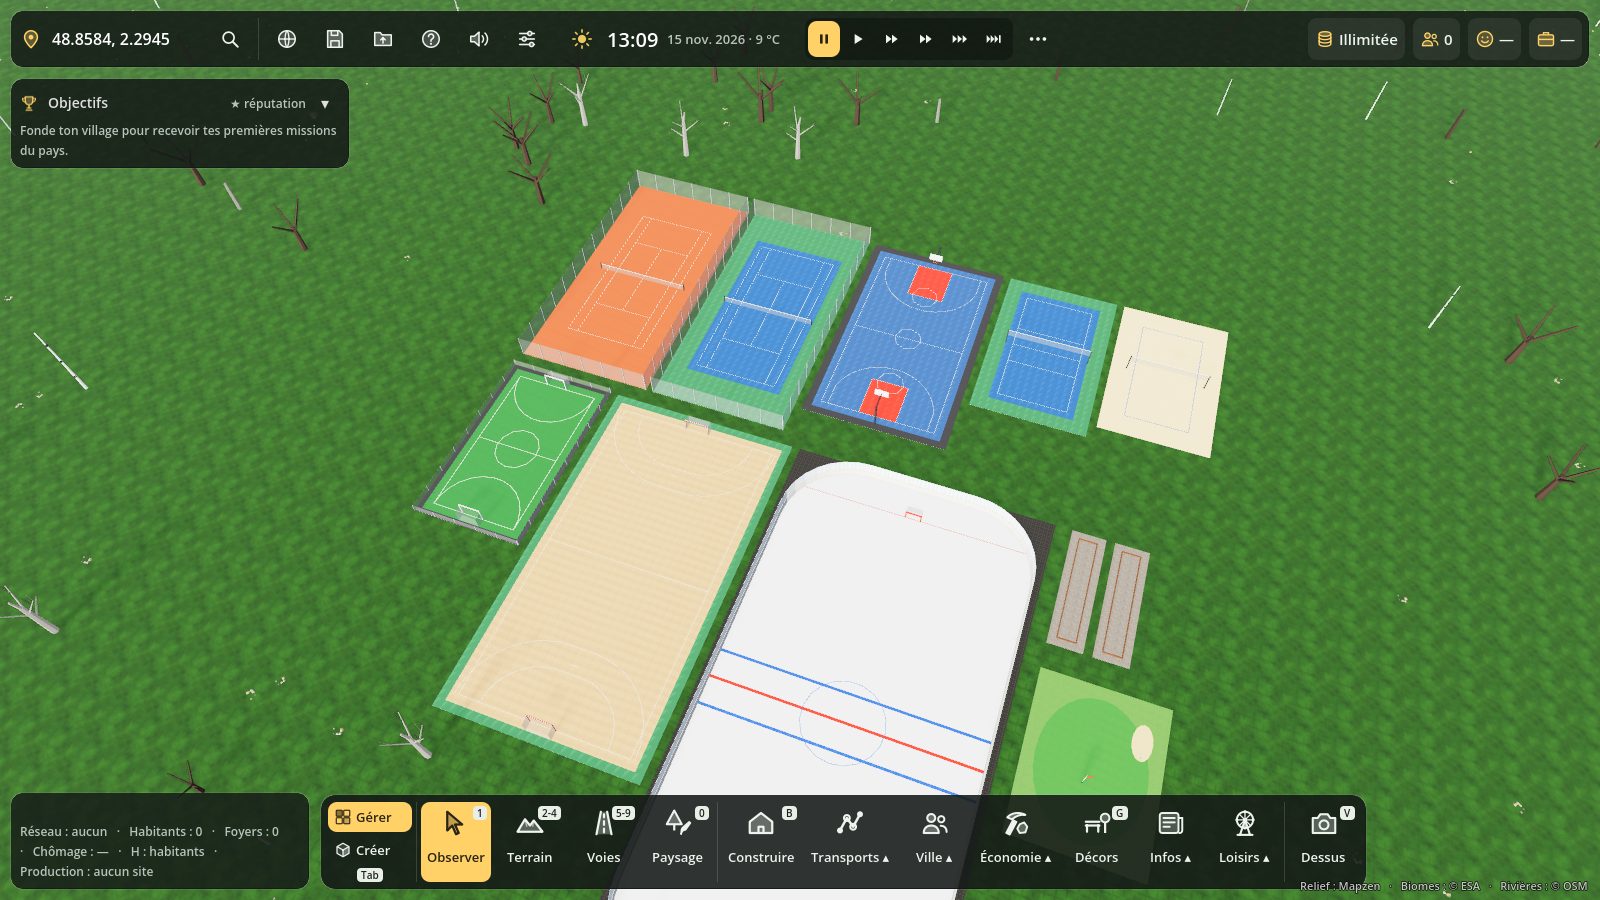 48.8584, 2.2945
13:09 15 nov. 2026 · 9 °C
Illimitée
0
—
—
Objectifs
★ réputation ▼
Fonde ton village pour recevoir tes premières missions
du pays.
Réseau : aucun · Habitants : 0 · Foyers : 0
· Chômage : — · H : habitants ·
Production : aucun site
Gérer
Créer
Tab
1
Observer
2-4
Terrain
5-9
Voies
0
Paysage
B
Construire
Transports ▴
Ville ▴
Économie ▴
G
Décors
Infos ▴
Loisirs ▴
V
Dessus
Relief : Mapzen · Biomes : © ESA · Rivières : © OSM